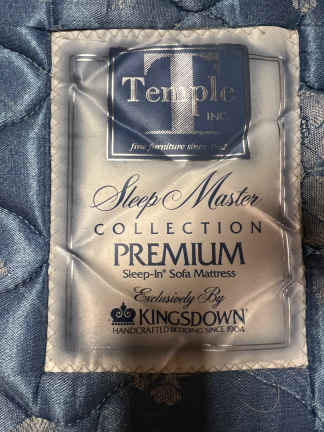 T
Temple
INC.
fine furniture since
Sleep Master
COLLECTION
PREMIUM
Sleep-In® Sofa Mattress
Exclusively By
KINGSDOWN®
HANDCRAFTED BEDDING SINCE 1904